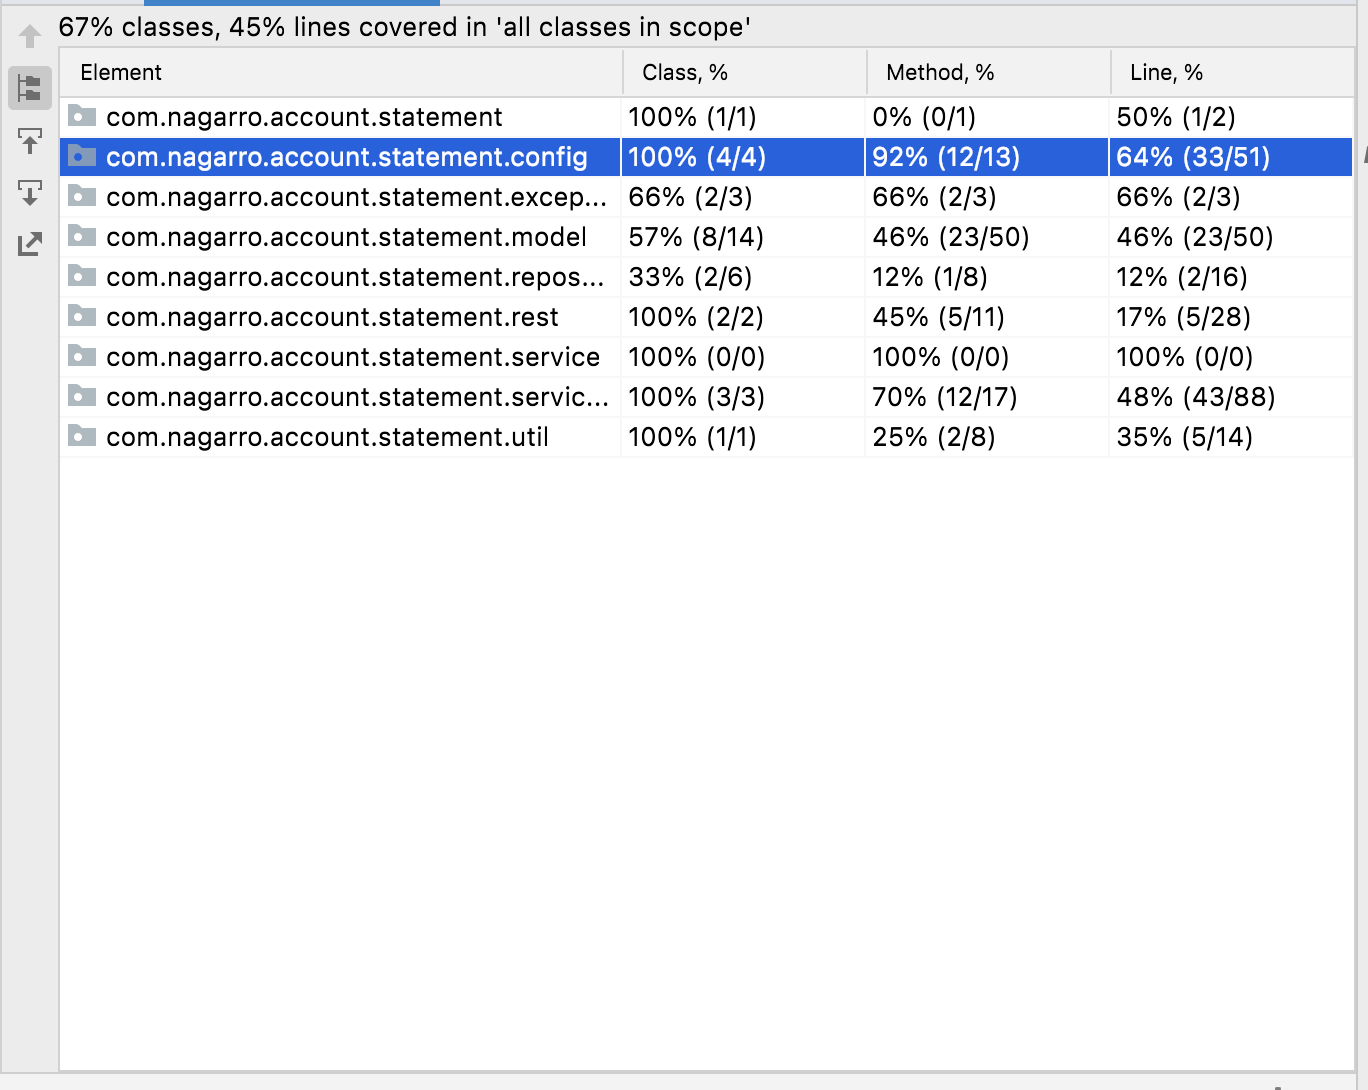 67% classes, 45% lines covered in 'all classes in scope'
Element Class, % Method, % Line, %
com.nagarro.account.statement 100% (1/1) 0% (0/1) 50% (1/2)
com.nagarro.account.statement.config 100% (4/4) 92% (12/13) 64% (33/51)
com.nagarro.account.statement.excep... 66% (2/3) 66% (2/3) 66% (2/3)
com.nagarro.account.statement.model 57% (8/14) 46% (23/50) 46% (23/50)
com.nagarro.account.statement.repos... 33% (2/6) 12% (1/8) 12% (2/16)
com.nagarro.account.statement.rest 100% (2/2) 45% (5/11) 17% (5/28)
com.nagarro.account.statement.service 100% (0/0) 100% (0/0) 100% (0/0)
com.nagarro.account.statement.servic... 100% (3/3) 70% (12/17) 48% (43/88)
com.nagarro.account.statement.util 100% (1/1) 25% (2/8) 35% (5/14)